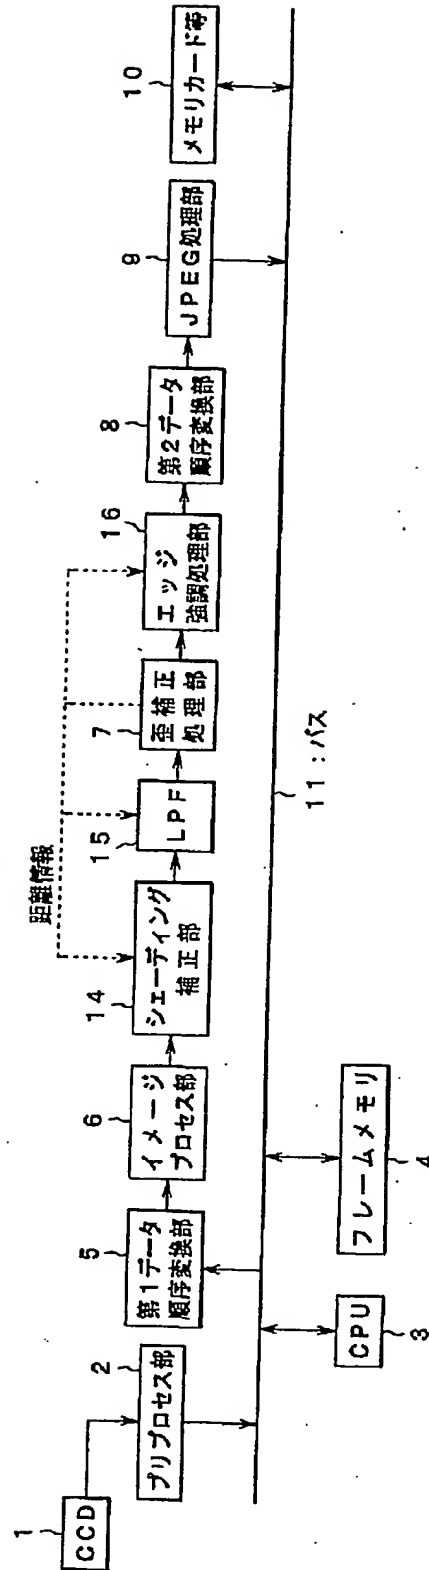 1
CCD
2
プリプロセス部
5
第1データ
順序変換部
6
イメージ
プロセス部
距離情報
14
シェーディング
補正部
15
LPF
7
歪補正
処理部
16
エッジ
強調処理部
8
第2データ
順序変換部
9
JPEG処理部
10
メモリカード等
11:バス
CPU
3
フレームメモリ
4